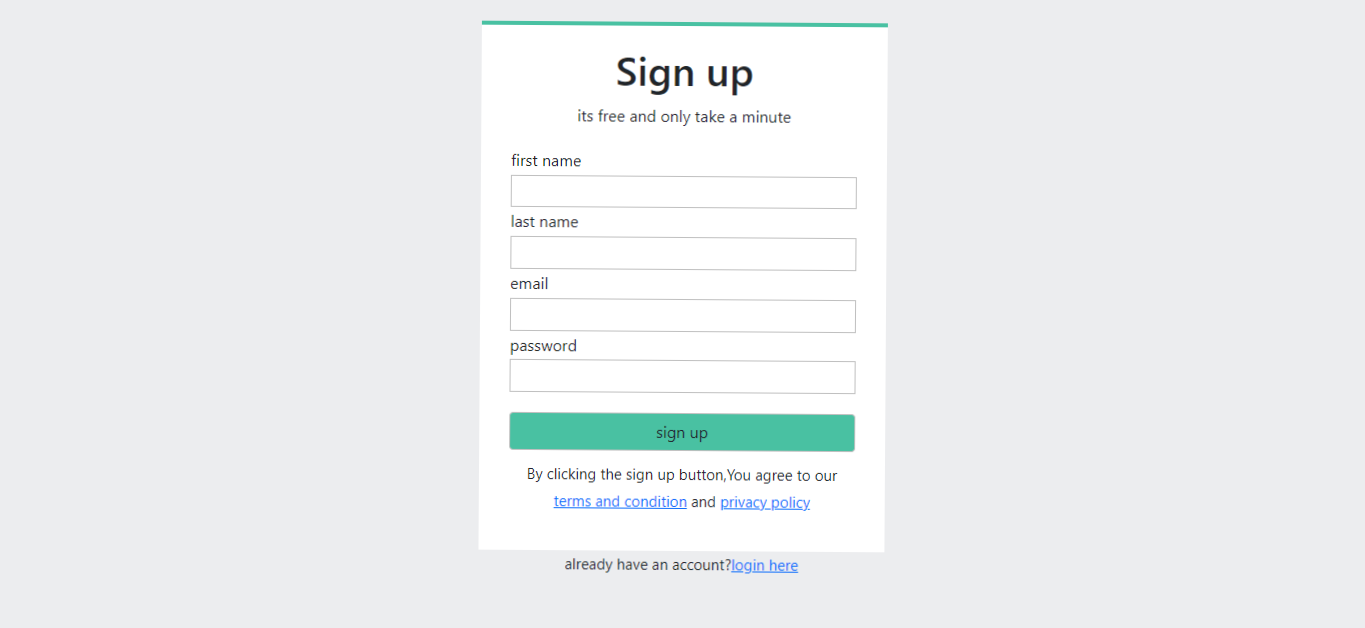 Sign up
its free and only take a minute
first name
last name
email
password
sign up
By clicking the sign up button,You agree to our
terms and condition and privacy policy
already have an account?login here